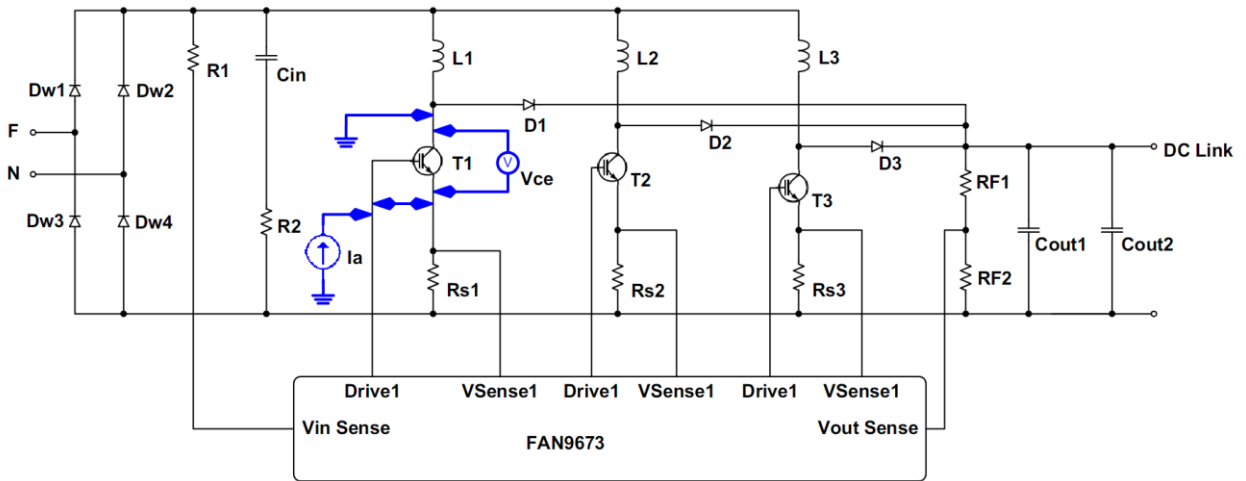 L1
L2
L3
R1
Cin
Dw1
Dw2
D1
F
D2
V
T1
D3
DC Link
N
Vce
T2
T3
RF1
Dw3
Dw4
R2
Ia
Cout1
Cout2
Rs1
Rs2
Rs3
RF2
Drive1
VSense1
Drive1
VSense1
Drive1
VSense1
Vin Sense
Vout Sense
FAN9673